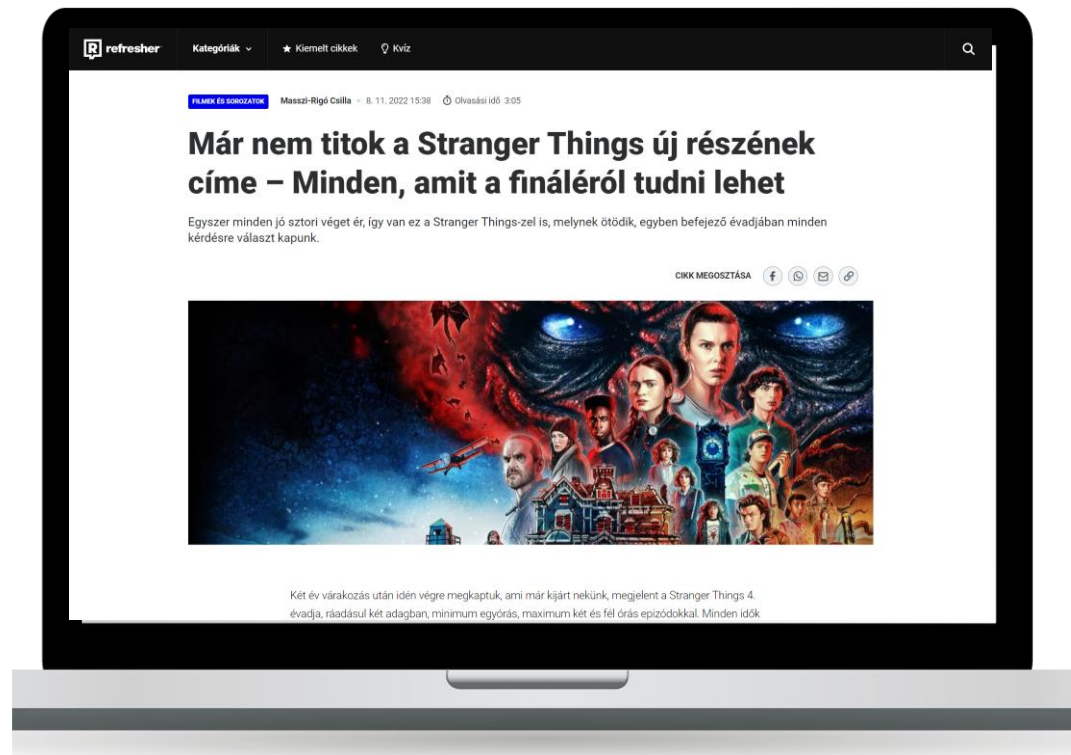 refresher Kategóriák Kiemelt cikkek Kvíz
FILMEK ÉS SOROZATOK Masszi-Rigó Csilla - 8. 11. 2022 15:38 Olvasási idő 3:05
Már nem titok a Stranger Things új részének
címe – Minden, amit a fináléról tudni lehet
Egyszer minden jó sztori véget ér, így van ez a Stranger Things-zel is, melynek ötödik, egyben befejező évadjában minden
kérdésre választ kapunk.
CIKK MEGOSZTÁSA
Két év várakozás után idén végre megkaptuk, ami már kijárt nekünk, megjelent a Stranger Things 4.
évadja, ráadásul két adagban, minimum egyórás, maximum két és fél órás epizódokkal. Minden idők